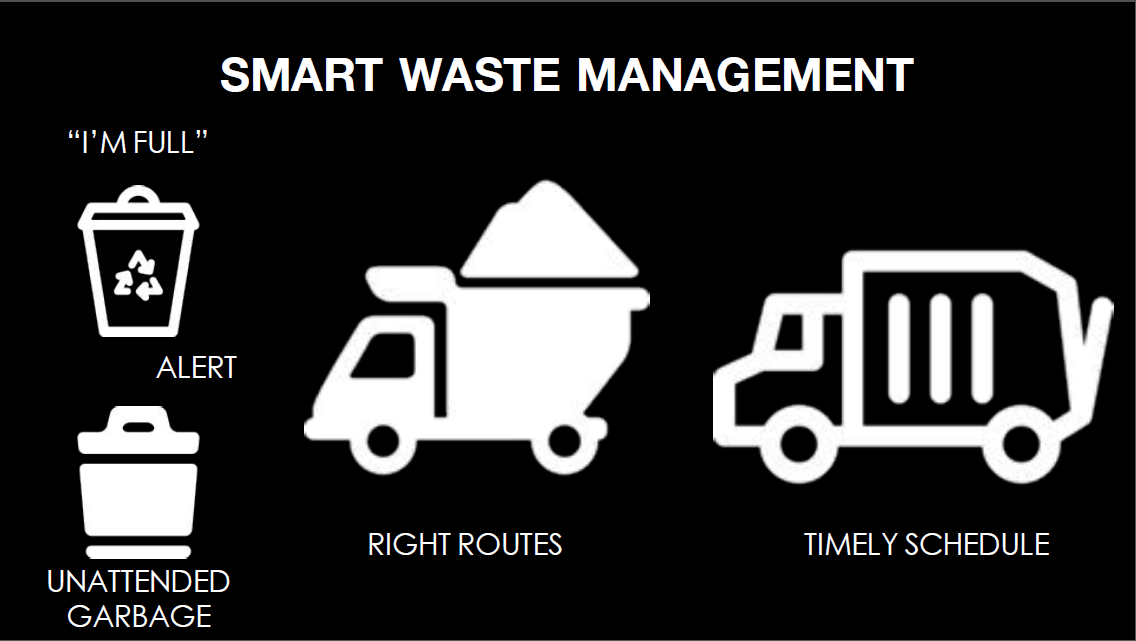 SMART WASTE MANAGEMENT
“I’M FULL”
ALERT
UNATTENDED
GARBAGE
RIGHT ROUTES
TIMELY SCHEDULE